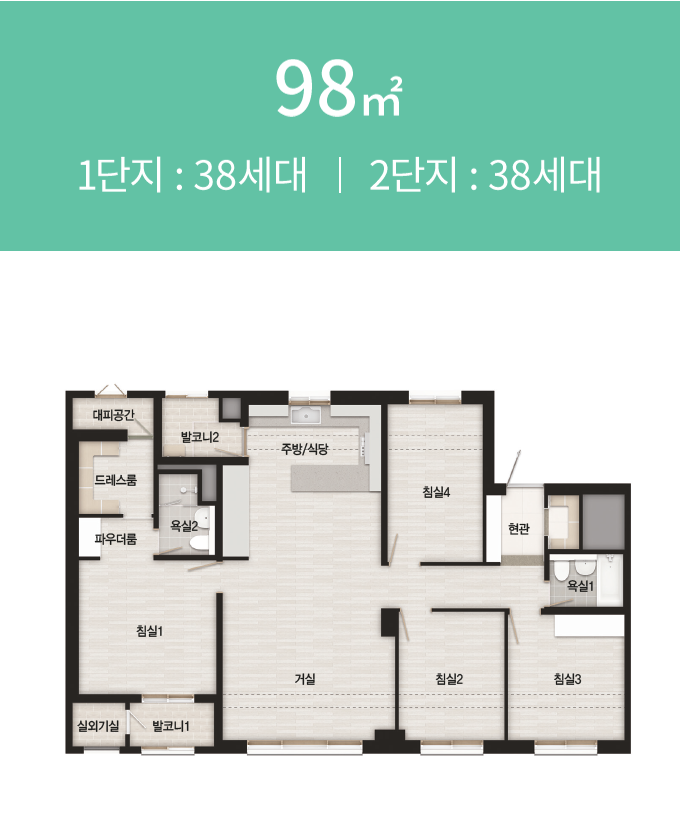 98㎡
1단지 : 38세대 | 2단지 : 38세대
대피공간
발코니2
주방/식당
드레스룸
침실4
욕실2
현관
파우더룸
욕실1
침실1
거실
침실2
침실3
실외기실
발코니1